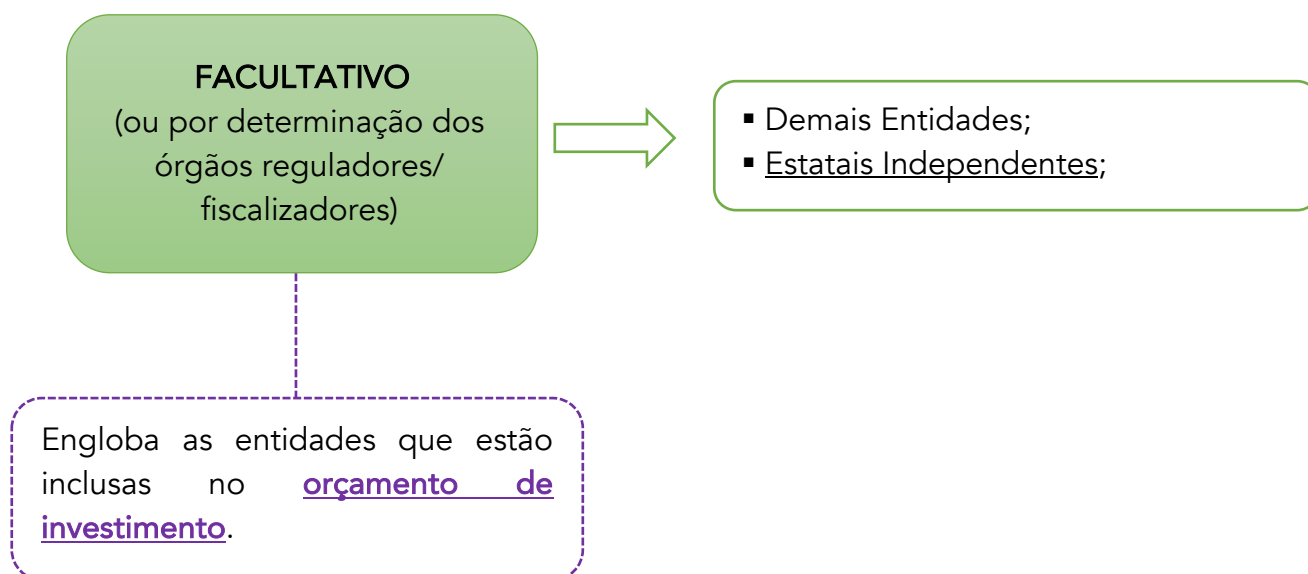 FACULTATIVO
(ou por determinação dos
órgãos reguladores/
fiscalizadores)
▪ Demais Entidades;
▪ Estatais Independentes;
Engloba as entidades que estão
inclusas no orçamento de
investimento.